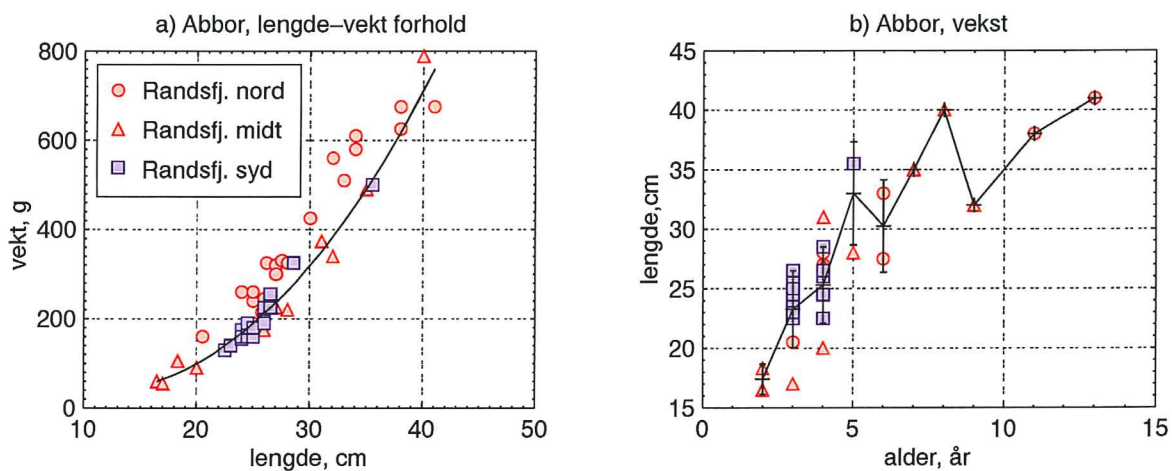 a) Abbor, lengde–vekt forhold
800
600
400
200
0
vekt, g
Randsfj. nord
Randsfj. midt
Randsfj. syd
10 20 30 40 50
lengde, cm
b) Abbor, vekst
45
40
35
30
25
20
15
lengde,cm
0 5 10 15
alder, år